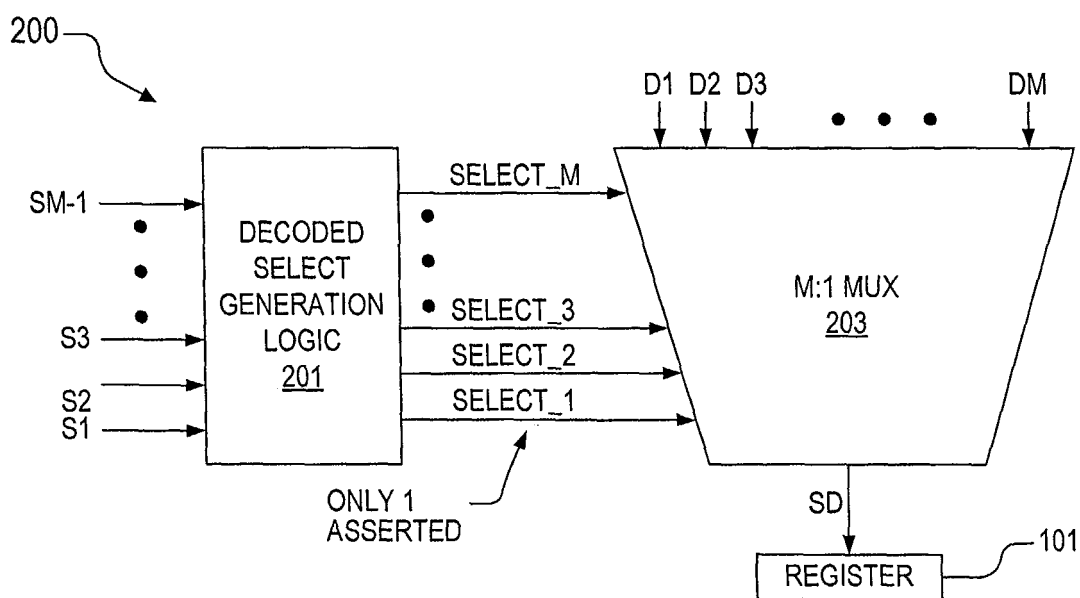 200
D1 D2 D3 DM
SM-1
S3
S2
S1
DECODED
SELECT
GENERATION
LOGIC
201
SELECT_M
SELECT_3
SELECT_2
SELECT_1
ONLY 1
ASSERTED
M:1 MUX
203
SD
REGISTER
101